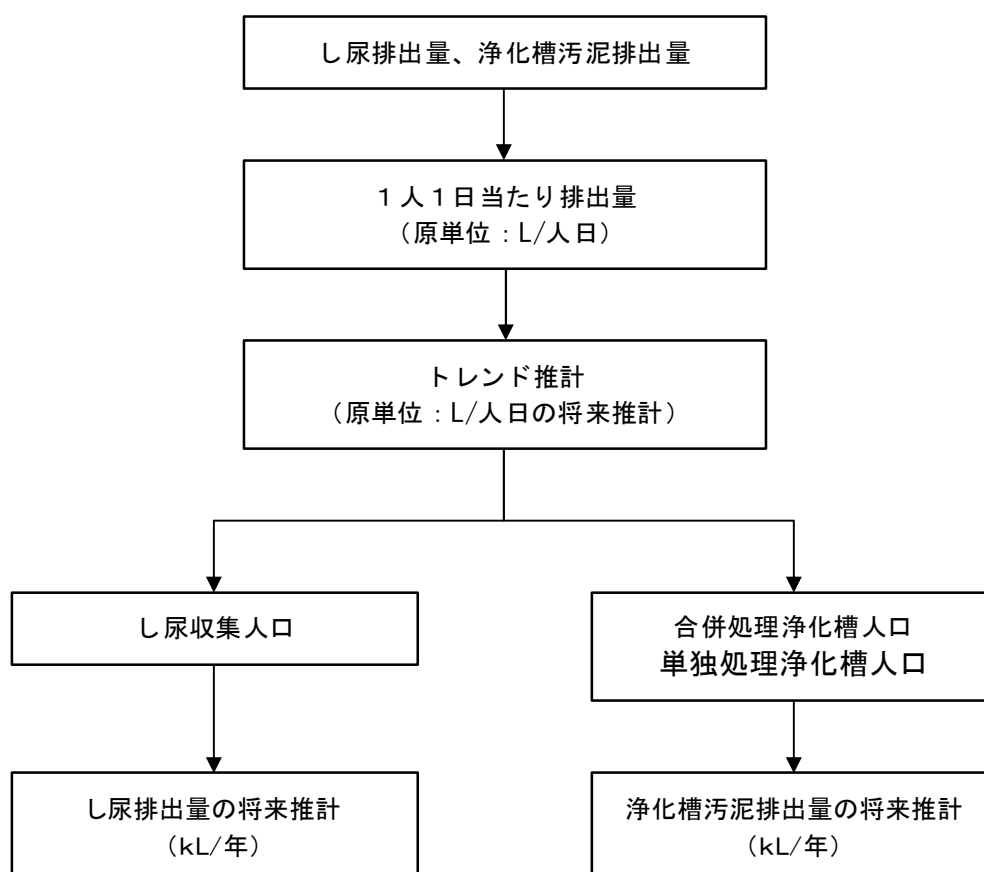 し尿排出量、浄化槽汚泥排出量
１人１日当たり排出量
（原単位：L/人日）
トレンド推計
（原単位：L/人日の将来推計）
し尿収集人口
合併処理浄化槽人口
単独処理浄化槽人口
し尿排出量の将来推計
（kL/年）
浄化槽汚泥排出量の将来推計
（kL/年）